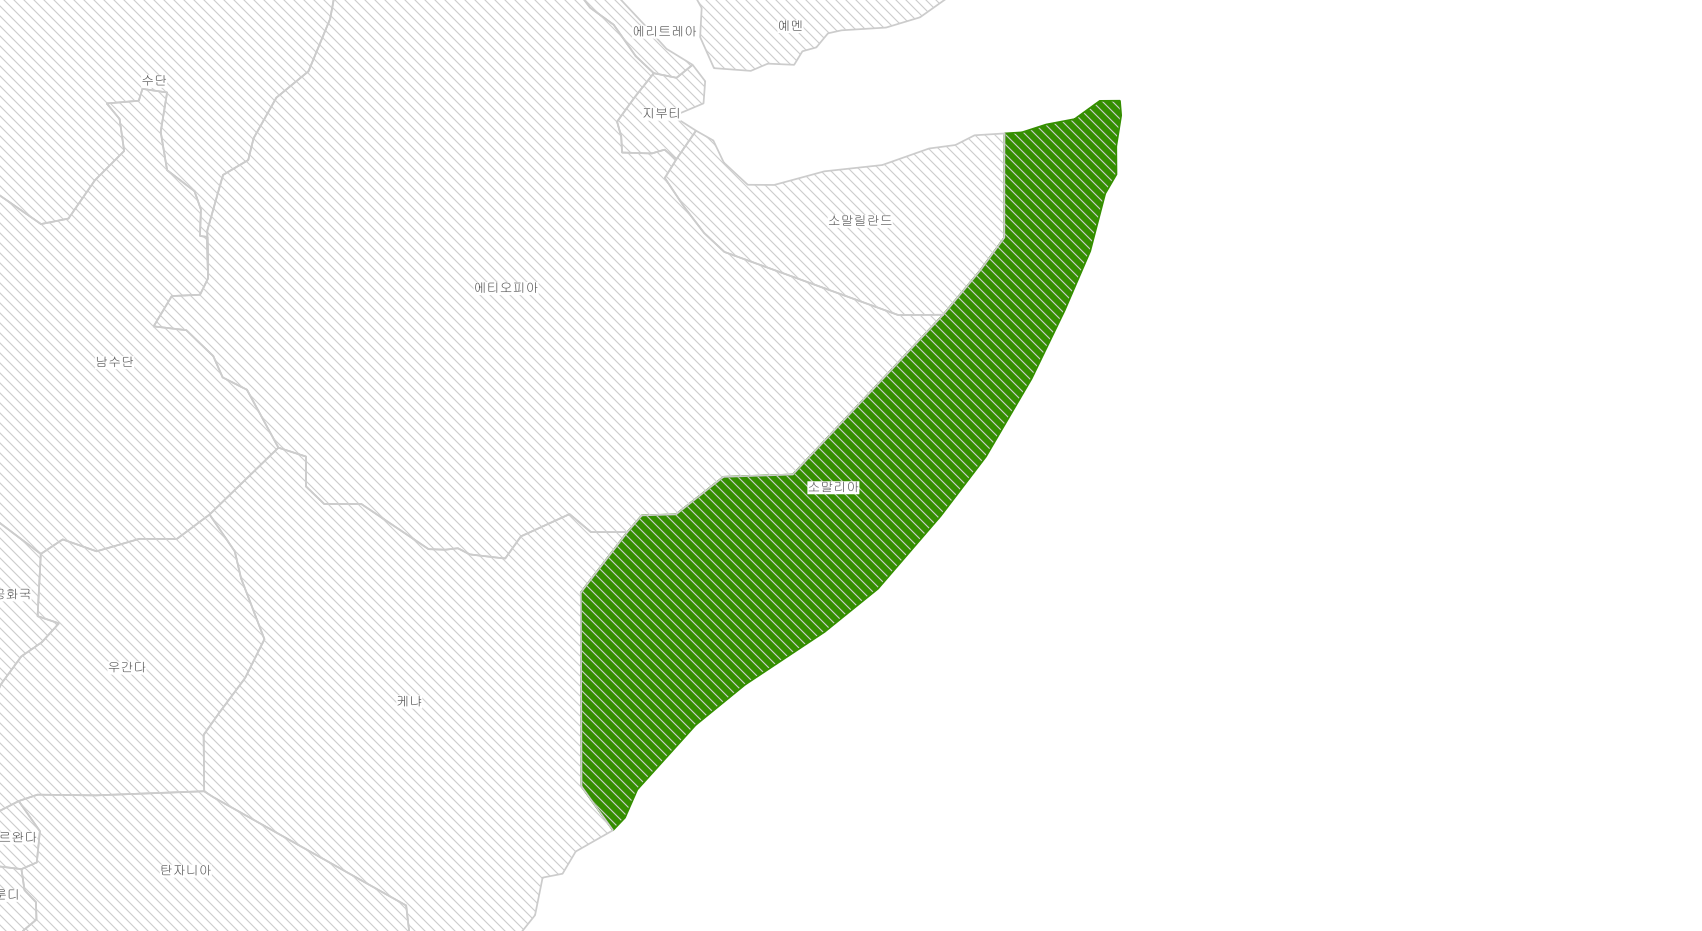 에리트레아
예멘
수단
지부티
소말릴란드
에티오피아
남수단
소말리아
공화국
우간다
케냐
르완다
탄자니아
룬디